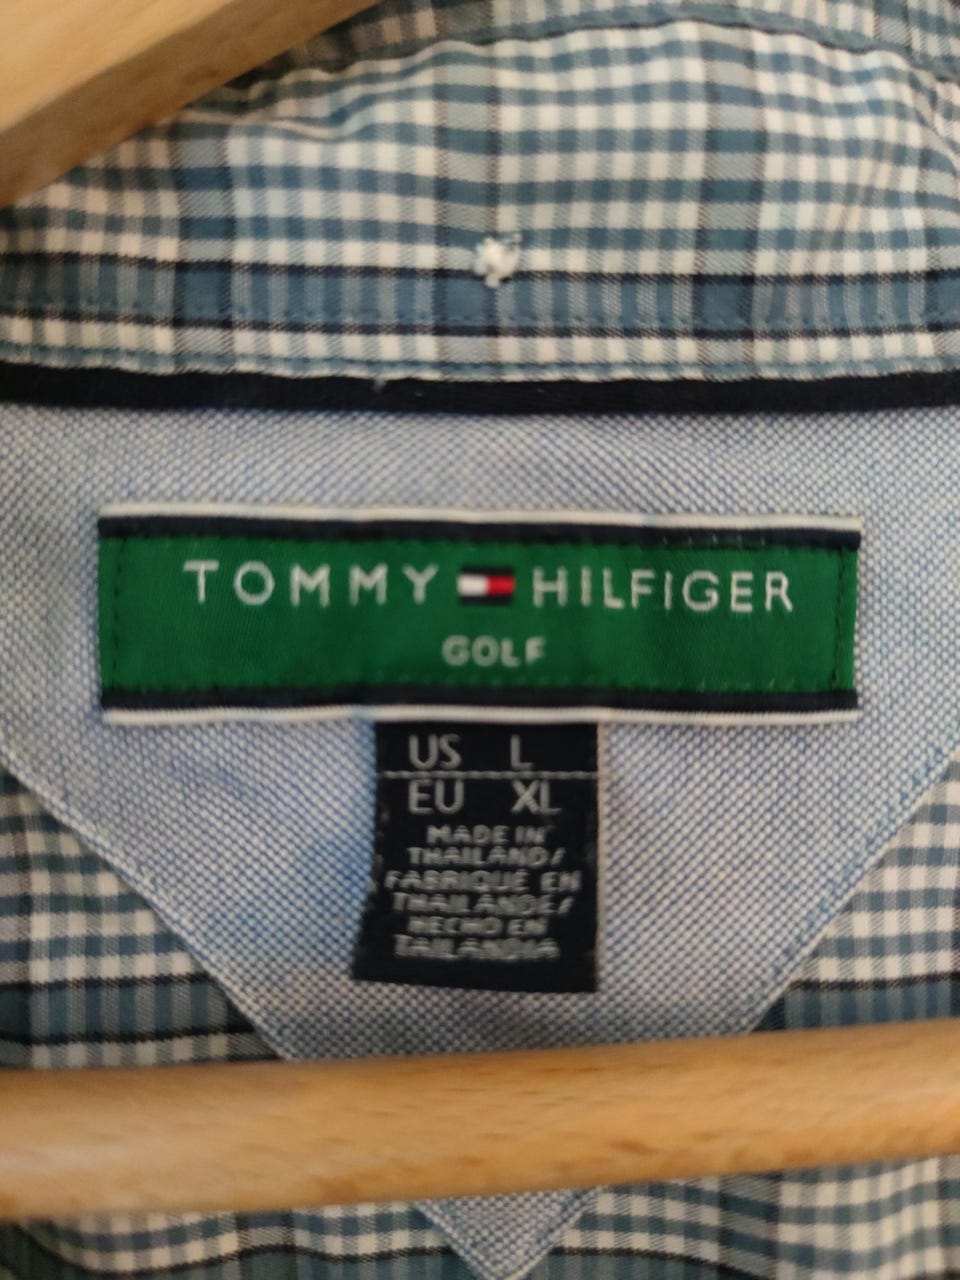 TOMMY HILFIGER
GOLF
US L
EU XL
MADE IN
THAILAND/
FABRIQUÉ EN
THAILANDE/
HECHO EN
TAILANDIA